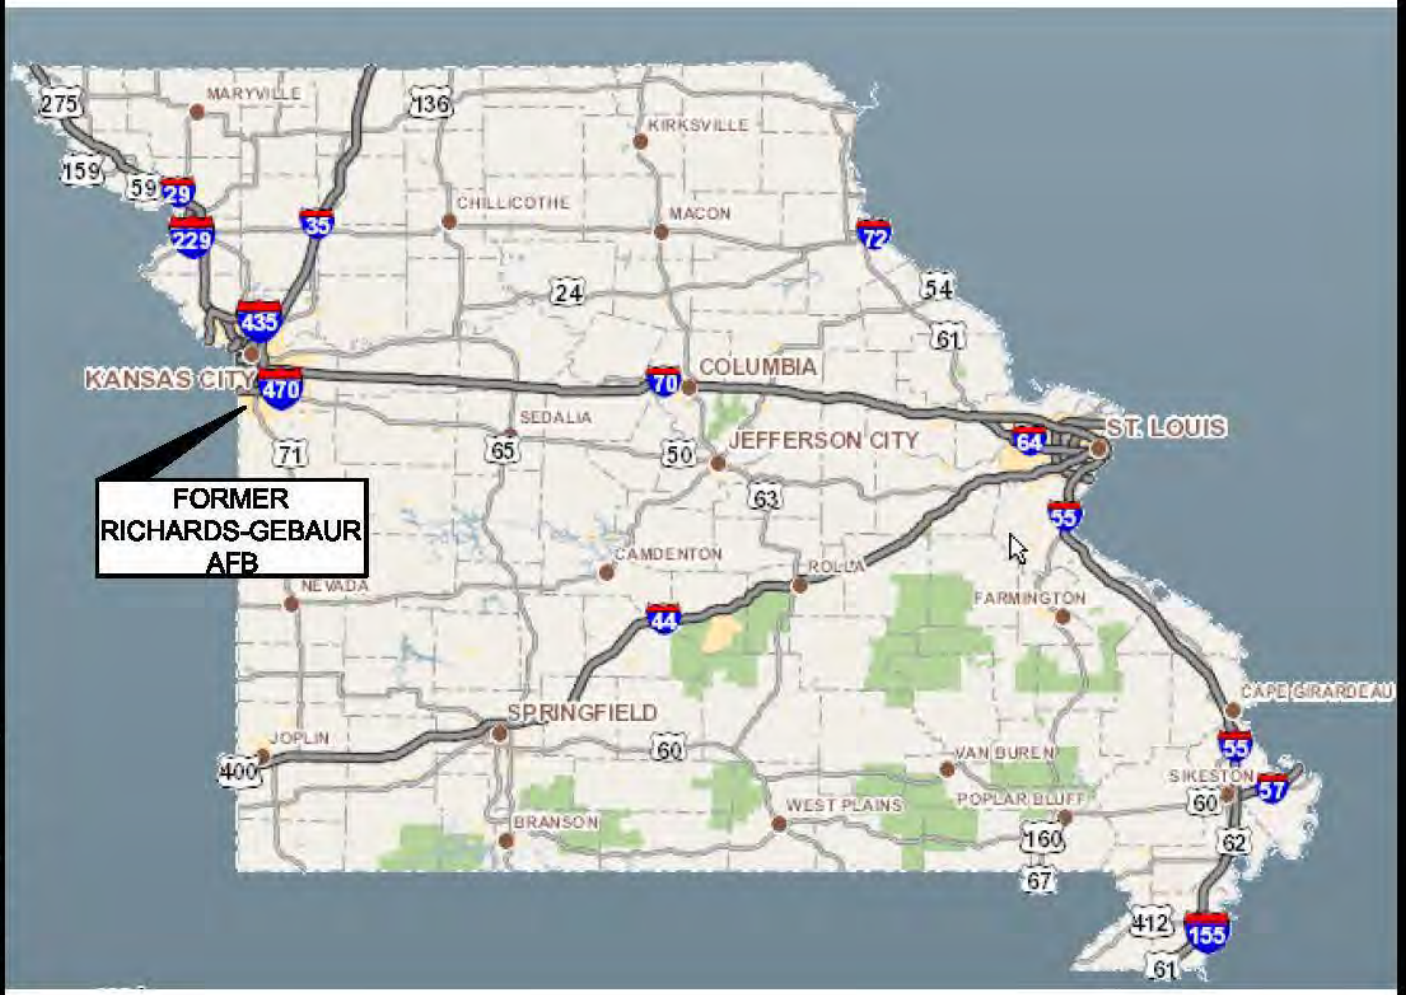 MARYVILLE
275
136
KIRKSVILLE
159
59
29
CHILLICOTHE
MACON
35
229
72
24
54
435
61
KANSAS CITY
470
70
COLUMBIA
SEDALIA
ST. LOUIS
64
JEFFERSON CITY
71
65
50
63
FORMER
RICHARDS-GEBAUR
AFB
55
CAMDENTON
ROLLA
NEVADA
FARMINGTON
44
CAPE GIRARDEAU
SPRINGFIELD
JOPLIN
60
55
VAN BUREN
400
SIKESTON
57
WEST PLAINS
POPLAR BLUFF
60
BRANSON
160
62
67
412
155
61